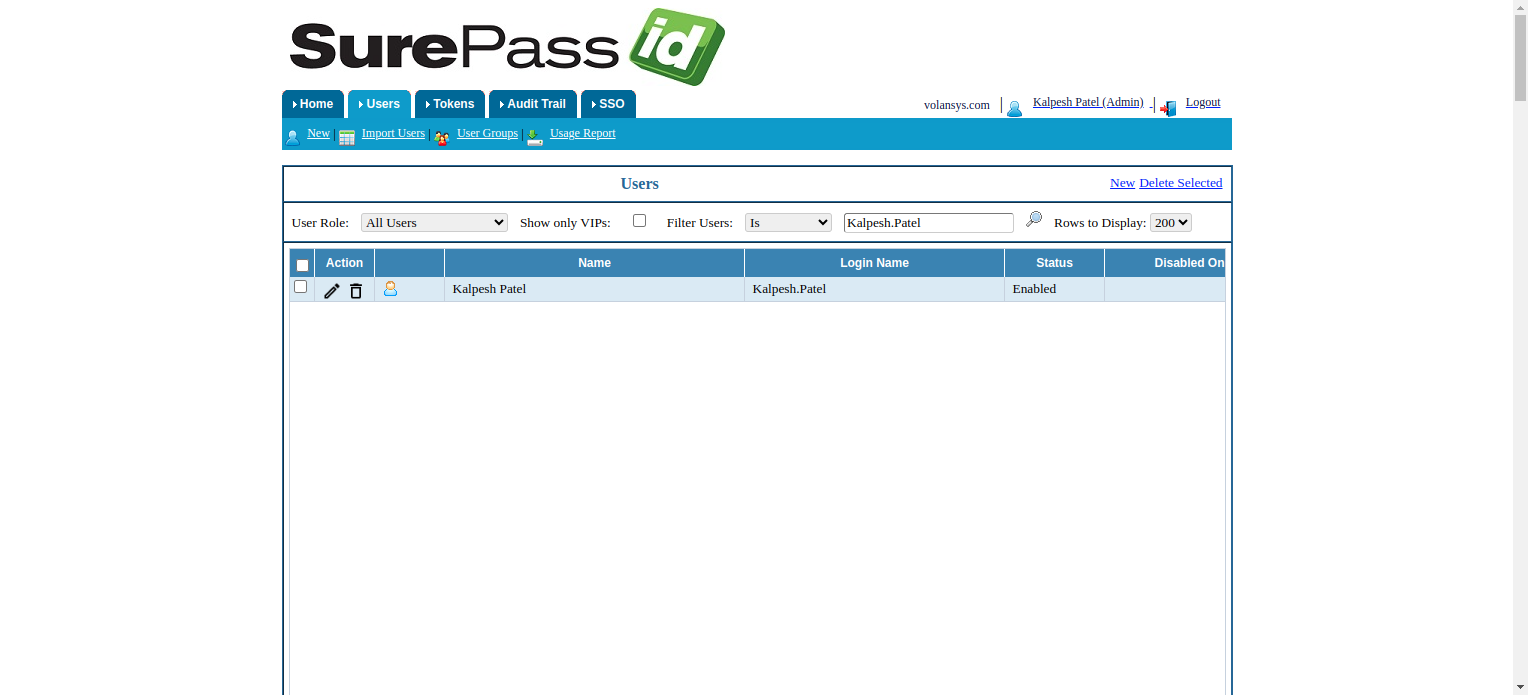 SurePass id
Home Users Tokens Audit Trail SSO volansys.com | Kalpesh Patel (Admin) - | Logout
New | Import Users | User Groups | Usage Report
Users New Delete Selected
User Role: All Users Show only VIPs: Filter Users: Is Kalpesh.Patel Rows to Display: 200
Action Name Login Name Status Disabled On
Kalpesh Patel Kalpesh.Patel Enabled